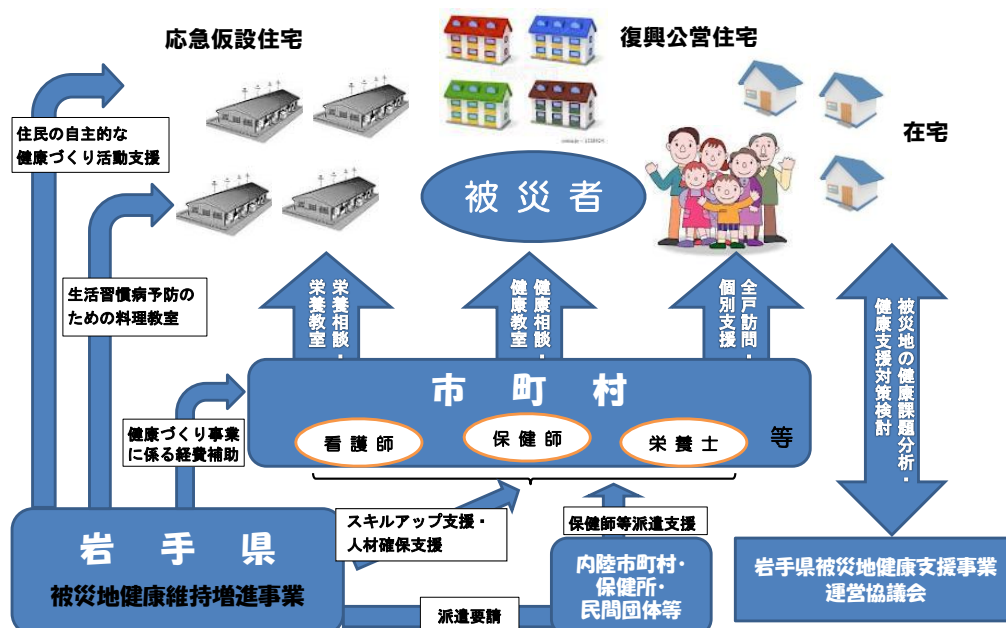 応急仮設住宅
復興公営住宅
在宅
住民の自主的な
健康づくり活動支援
被災者
生活習慣病予防の
ための料理教室
栄養相談・
栄養教室
健康相談・
健康教室
全戸訪問・
個別支援
被災地の健康課題分析・
健康支援対策検討
市町村
看護師
保健師
栄養士
等
健康づくり事業
に係る経費補助
スキルアップ支援・
人材確保支援
保健師等派遣支援
岩手県
被災地健康維持増進事業
派遣要請
内陸市町村・
保健所・
民間団体等
岩手県被災地健康支援事業
運営協議会